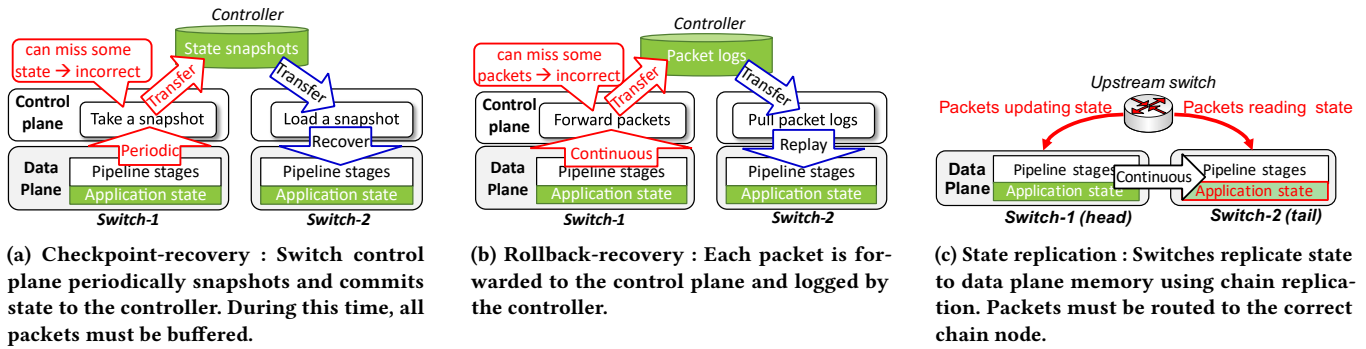 Controller
State snapshots
can miss some
state → incorrect
Transfer
Transfer
Control
plane
Take a snapshot
Load a snapshot
Periodic
Recover
Data
Plane
Pipeline stages
Application state
Pipeline stages
Application state
Switch-1
Switch-2
(a) Checkpoint-recovery : Switch control
plane periodically snapshots and commits
state to the controller. During this time, all
packets must be buffered.
Controller
Packet logs
can miss some
packets → incorrect
Transfer
Transfer
Control
plane
Forward packets
Pull packet logs
Continuous
Replay
Data
Plane
Pipeline stages
Application state
Pipeline stages
Application state
Switch-1
Switch-2
(b) Rollback-recovery : Each packet is for-
warded to the control plane and logged by
the controller.
Upstream switch
Packets updating state
Packets reading state
Data
Plane
Pipeline stages
Application state
Continuous
Pipeline stages
Application state
Switch-1 (head)
Switch-2 (tail)
(c) State replication : Switches replicate state
to data plane memory using chain replica-
tion. Packets must be routed to the correct
chain node.